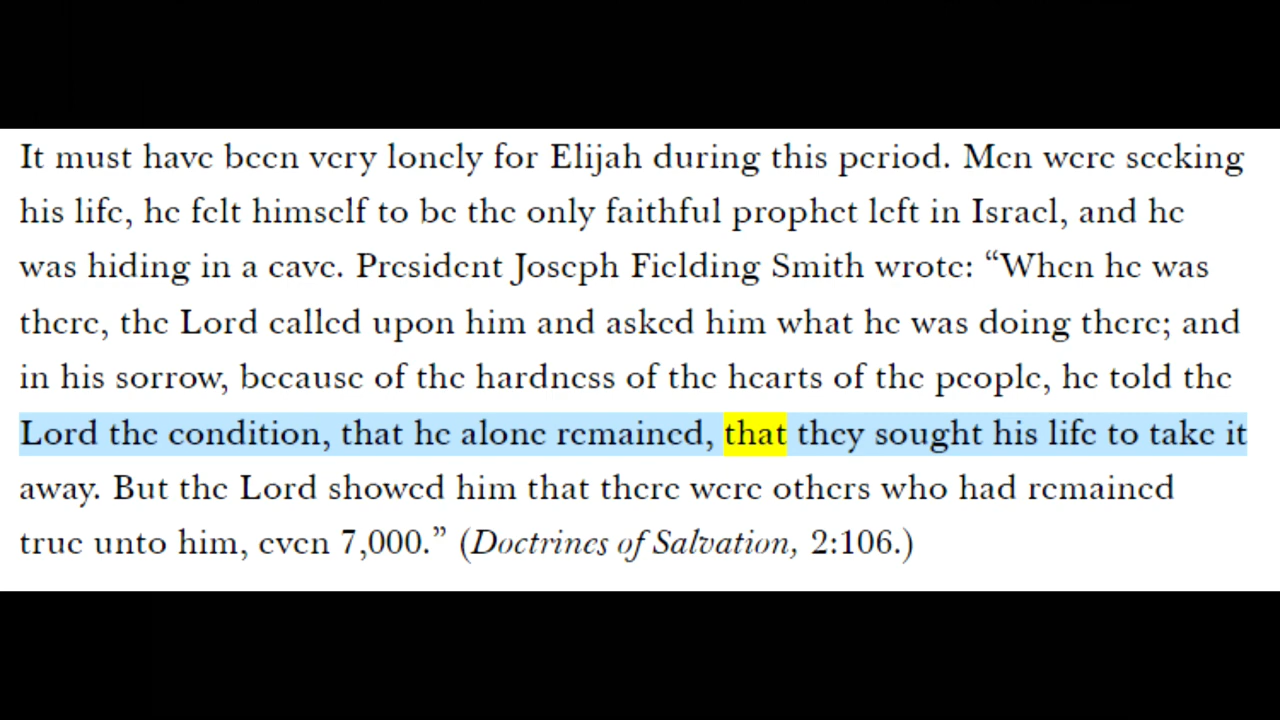 It must have been very lonely for Elijah during this period. Men were seeking
his life, he felt himself to be the only faithful prophet left in Israel, and he
was hiding in a cave. President Joseph Fielding Smith wrote: “When he was
there, the Lord called upon him and asked him what he was doing there; and
in his sorrow, because of the hardness of the hearts of the people, he told the
Lord the condition, that he alone remained, that they sought his life to take it
away. But the Lord showed him that there were others who had remained
true unto him, even 7,000.” (Doctrines of Salvation, 2:106.)